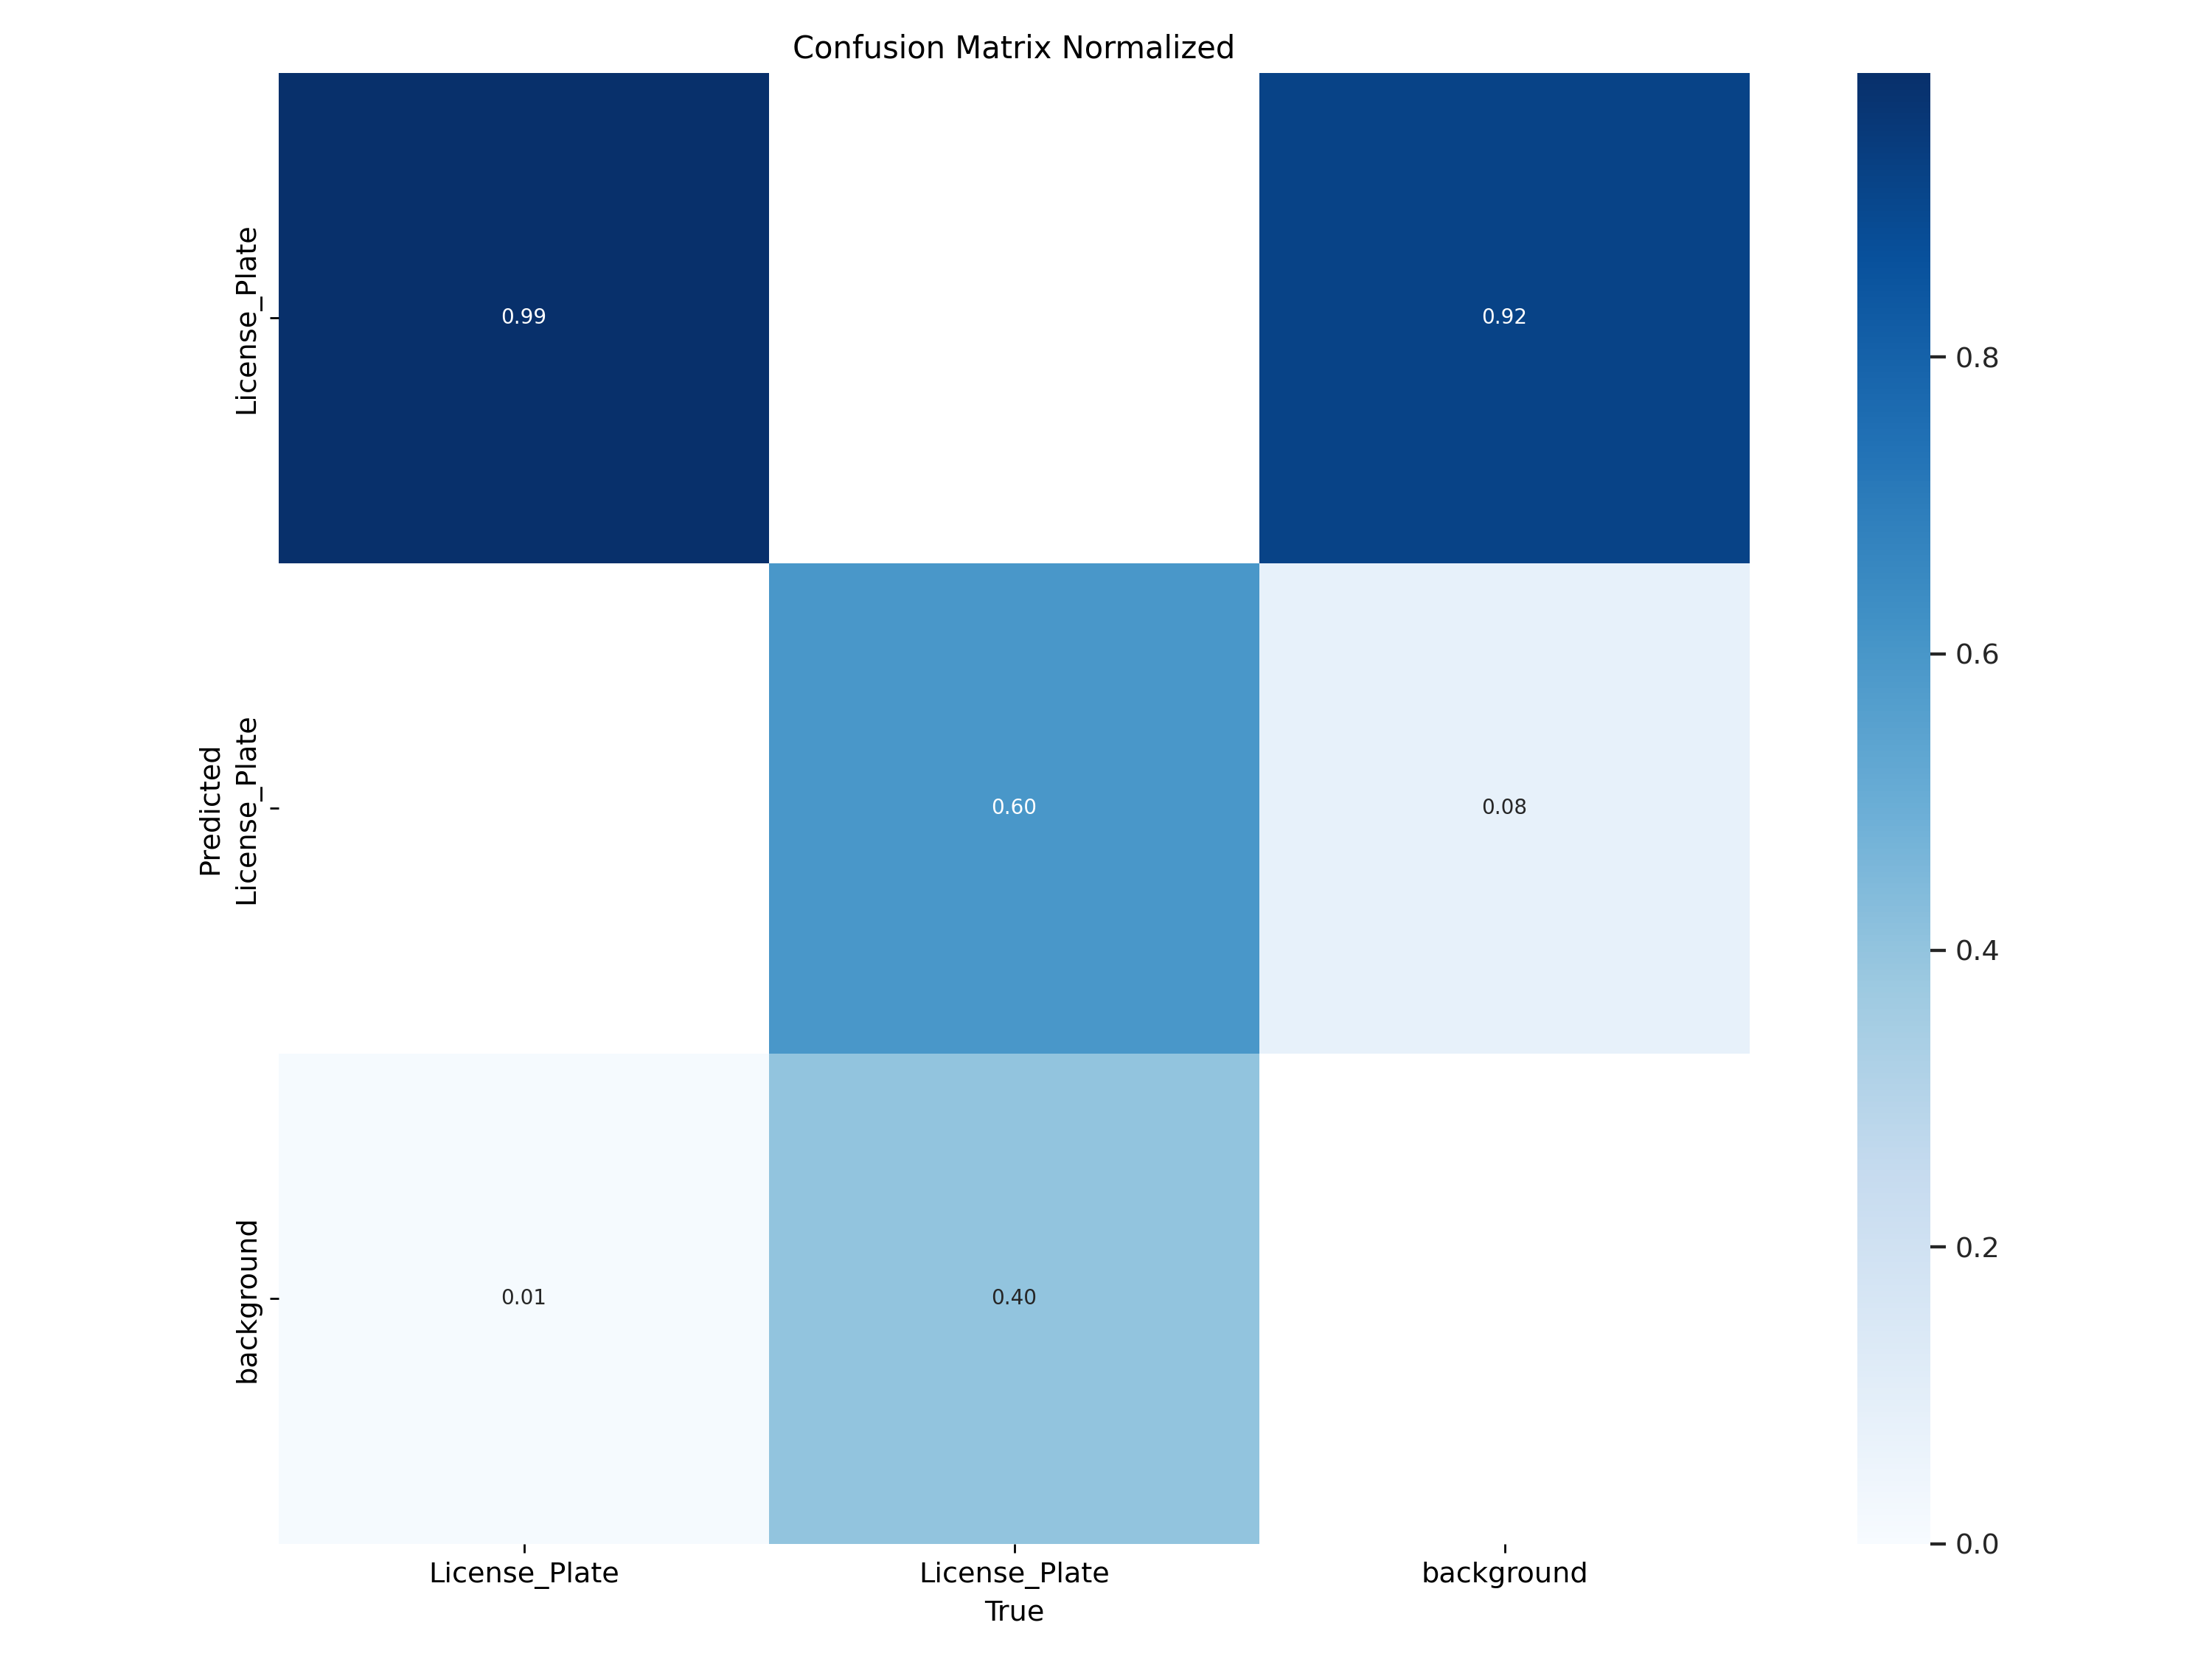 Confusion Matrix Normalized
License_Plate
0.99
0.92
0.8
0.6
Predicted
License_Plate
0.60
0.08
0.4
background
0.01
0.40
0.2
0.0
License_Plate
License_Plate
background
True